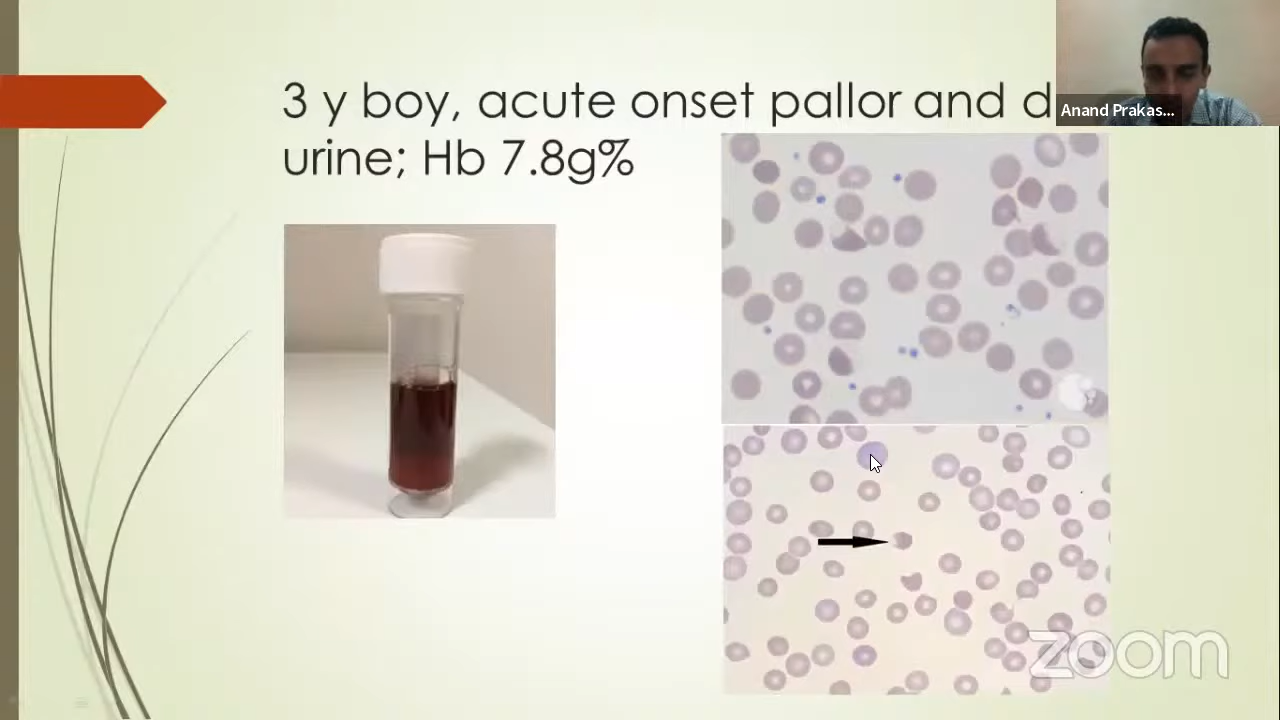 3 y boy, acute onset pallor and d
urine; Hb 7.8g%
Anand Prakas...
zoom